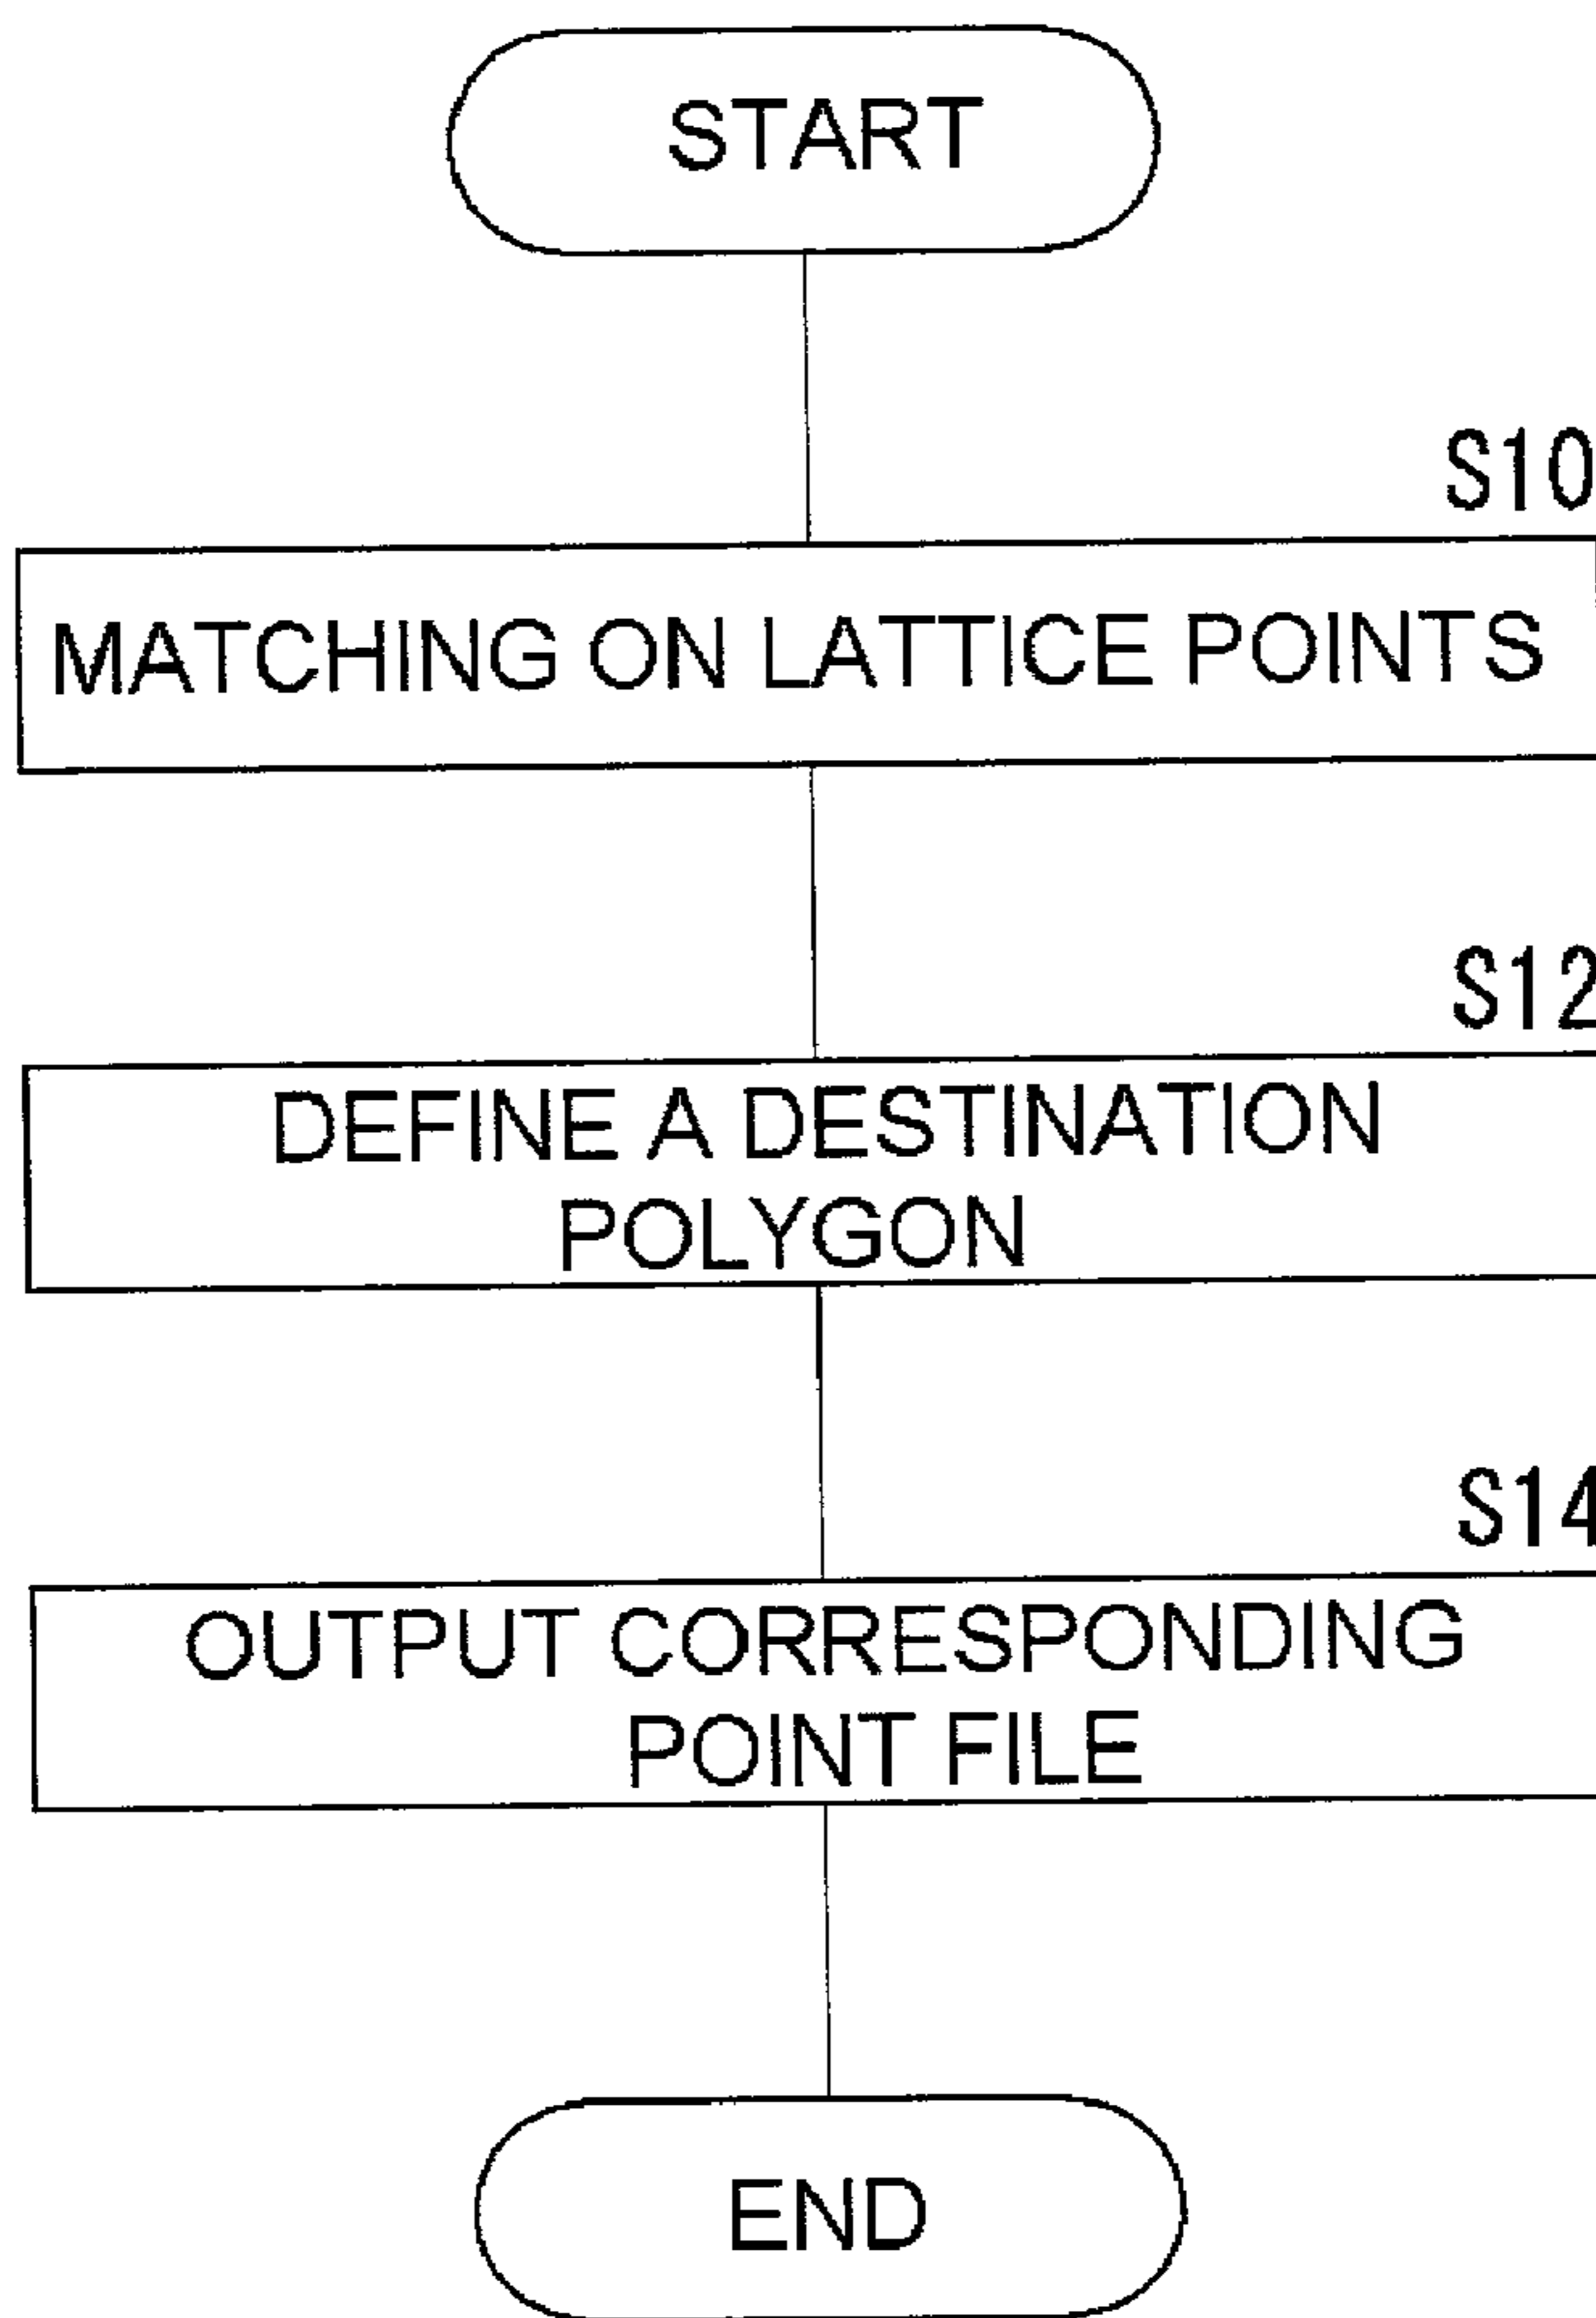 START
S10
MATCHING ON LATTICE POINTS
S12
DEFINE A DESTINATION
POLYGON
S14
OUTPUT CORRESPONDING
POINT FILE
END